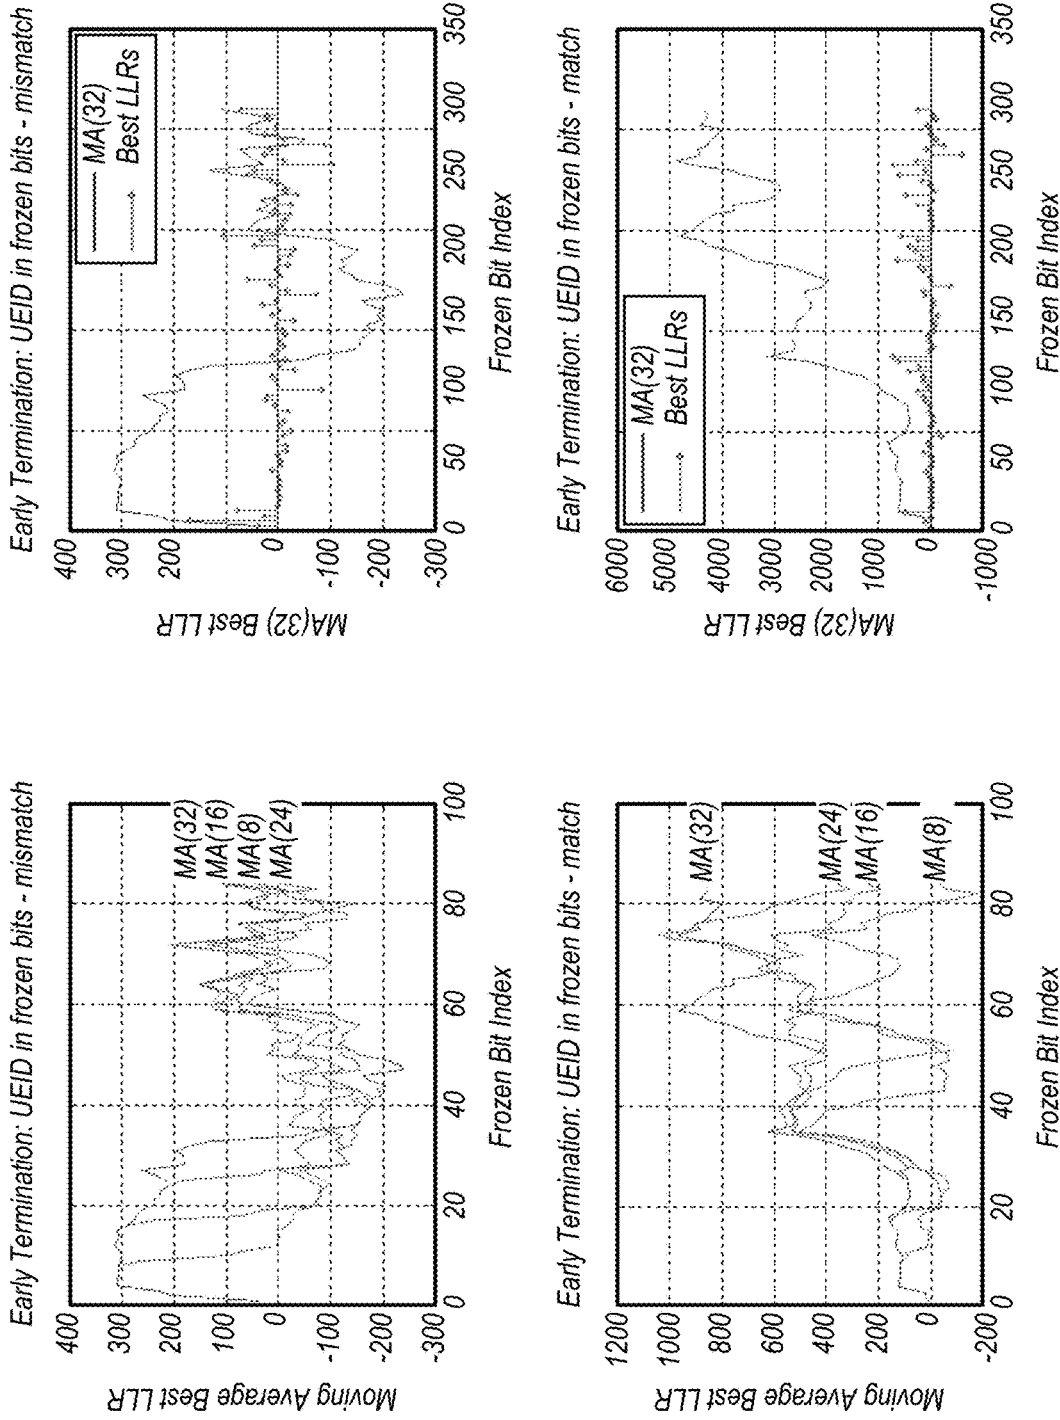 Early Termination: UEID in frozen bits - mismatch
Moving Average Best LLR
400
300
200
100
0
-100
-200
-300
MA(32)
MA(16)
MA(8)
MA(24)
0
20
40
60
80
100
Frozen Bit Index
Early Termination: UEID in frozen bits - mismatch
MA(32) Best LLR
400
300
200
100
0
-100
-200
-300
MA(32)
Best LLRs
0
50
100
150
200
250
300
350
Frozen Bit Index
Early Termination: UEID in frozen bits - match
Moving Average Best LLR
1200
1000
800
600
400
200
0
-200
MA(32)
MA(24)
MA(16)
MA(8)
0
20
40
60
80
100
Frozen Bit Index
Early Termination: UEID in frozen bits - match
MA(32) Best LLR
6000
5000
4000
3000
2000
1000
0
-1000
MA(32)
Best LLRs
0
50
100
150
200
250
300
350
Frozen Bit Index